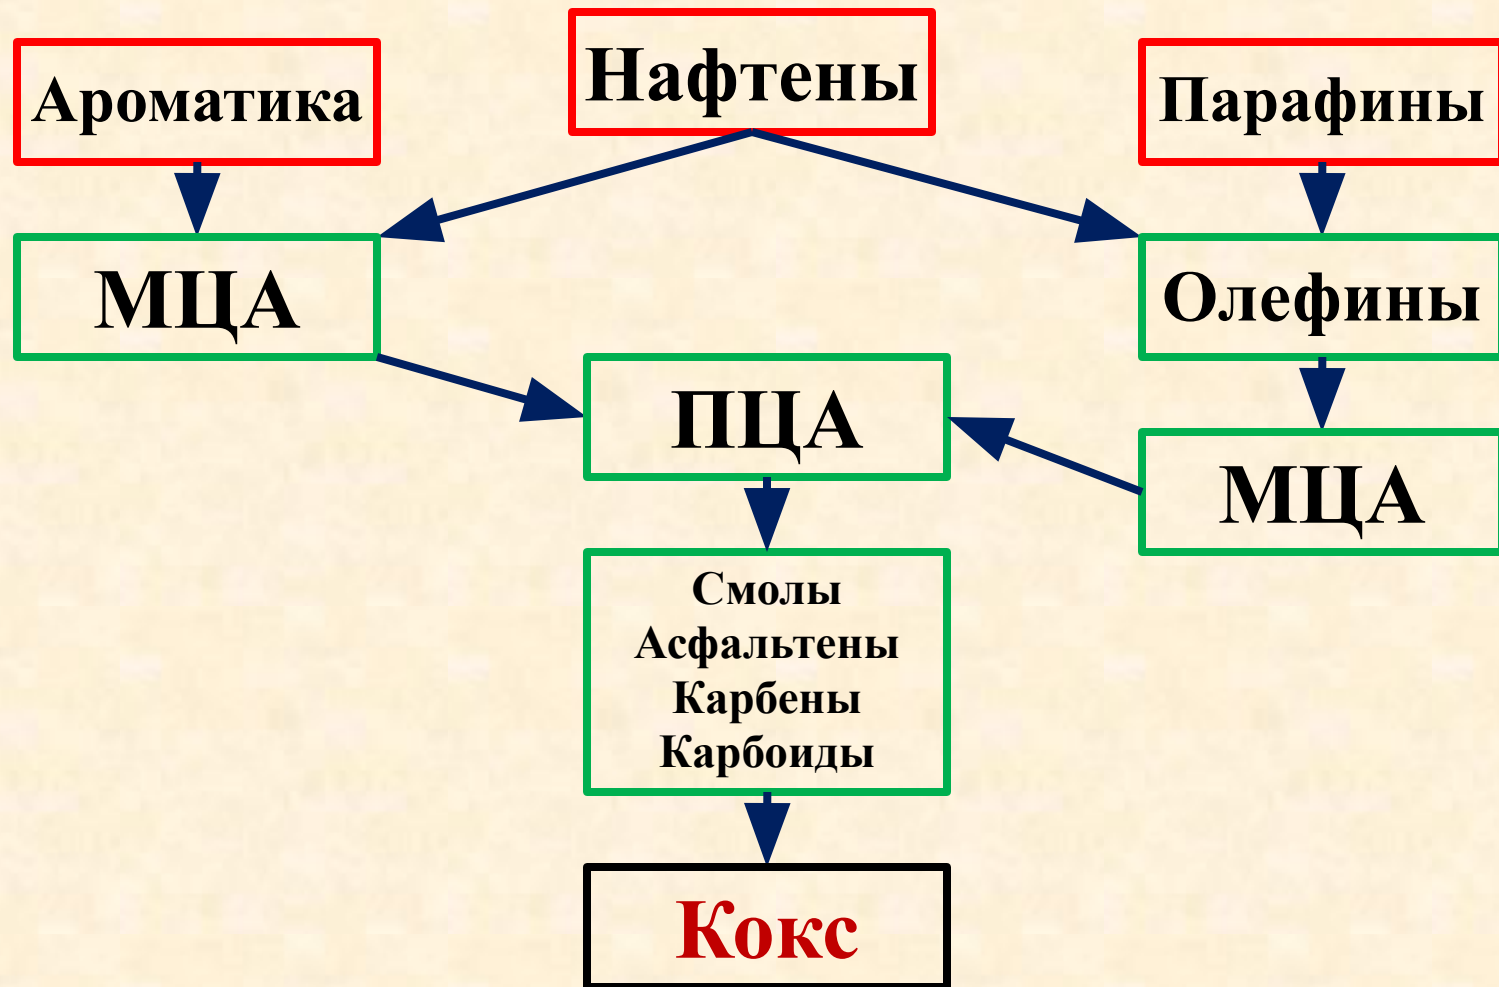 Ароматика
Нафтены
Парафины
МЦА
Олефины
ПЦА
МЦА
Смолы
Асфальтены
Карбены
Карбоиды
Кокс